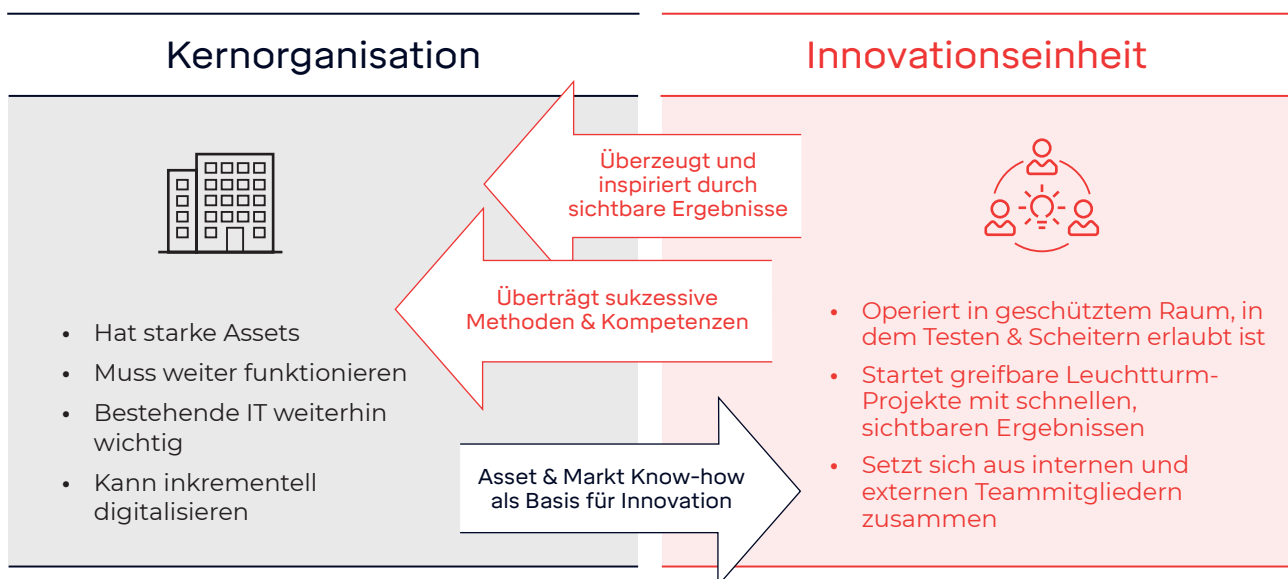 Kernorganisation
Innovationseinheit
Überzeugt und
inspiriert durch
sichtbare Ergebnisse
Überträgt sukzessive
Methoden & Kompetenzen
• Hat starke Assets
• Muss weiter funktionieren
• Bestehende IT weiterhin
wichtig
• Kann inkrementell
digitalisieren
Asset & Markt Know-how
als Basis für Innovation
• Operiert in geschütztem Raum, in
dem Testen & Scheitern erlaubt ist
• Startet greifbare Leuchtturm-
Projekte mit schnellen,
sichtbaren Ergebnissen
• Setzt sich aus internen und
externen Teammitgliedern
zusammen